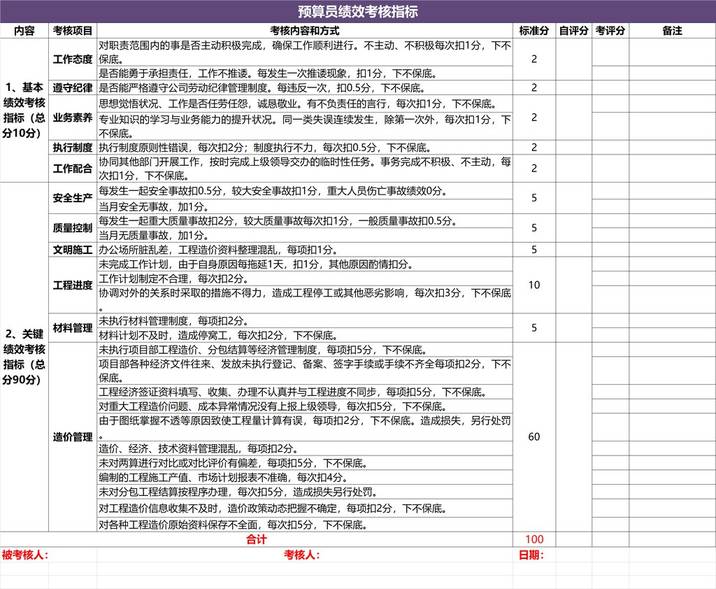 预算员绩效考核指标
内容 考核项目 考核内容和方式 标准分 自评分 考评分 备注
1、基本绩效考核指标（总分10分）
工作态度 对职责范围内的事是否主动积极完成，确保工作顺利进行。不主动、不积极每次扣1分，下不保底。 2
是否能勇于承担责任，工作不推诿。每发生一次推诿现象，扣1分，下不保底。
遵守纪律 是否能严格遵守公司劳动纪律管理制度。每违反一次，扣0.5分，下不保底。 2
业务素养 思想觉悟状况、工作是否任劳任怨，诚恳敬业。有不负责任的言行，每次扣1分，下不保底。 2
专业知识的学习与业务能力的提升状况。同一类失误连续发生，除第一次外，每次扣1分，下不保底。
执行制度 执行制度原则性错误，每次扣2分；制度执行不力，每次扣0.5分，下不保底。 2
工作配合 协同其他部门开展工作，按时完成上级领导交办的临时性任务。事务完成不积极、不主动，每次扣1分，下不保底。 2
2、关键绩效考核指标（总分90分）
安全生产 每发生一起安全事故扣0.5分，较大安全事故扣1分，重大人员伤亡事故绩效0分。 5
当月安全无事故，加1分。
质量控制 每发生一起重大质量事故扣2分，较大质量事故每次扣1分，一般质量事故扣0.5分。 5
当月无质量事故，加1分。
文明施工 办公场所脏乱差，工程造价资料整理混乱，每项扣1分。 5
工程进度 未完成工作计划，由于自身原因每拖延1天，扣1分，其他原因酌情扣分。 10
工作计划制定不合理，每次扣2分。
协调对外的关系时采取的措施不得力，造成工程停工或其他恶劣影响，每次扣3分，下不保底。
材料管理 未执行材料管理制度，每项扣2分。 5
材料计划不及时，造成停窝工，每次扣2分，下不保底。
造价管理 未执行项目部工程造价、分包结算等经济管理制度，每项扣5分，下不保底。 60
项目部各种经济文件往来、发放未执行登记、备案、签字手续或手续不齐全每项扣2分，下不保底。
工程经济签证资料填写、收集、办理不认真并与工程进度不同步，每项扣5分，下不保底。
对重大工程造价问题、成本异常情况没有上报上级领导，每次扣5分，下不保底。
由于图纸掌握不透等原因致使工程量计算有误，每项扣2分，下不保底。造成损失，另行处罚。
造价、经济、技术资料管理混乱，每项扣2分。
未对两算进行对比或对比评价有偏差，每项扣5分，下不保底。
编制的工程施工产值、市场计划报表不准确，每次扣4分。
未对分包工程结算按程序办理，每次扣5分，造成损失另行处罚。
对工程造价信息收集不及时，造价政策动态把握不确定，每项扣2分，下不保底。
对各种工程造价原始资料保存不全面，每次扣5分，下不保底。
合计 100
被考核人： 考核人： 日期：